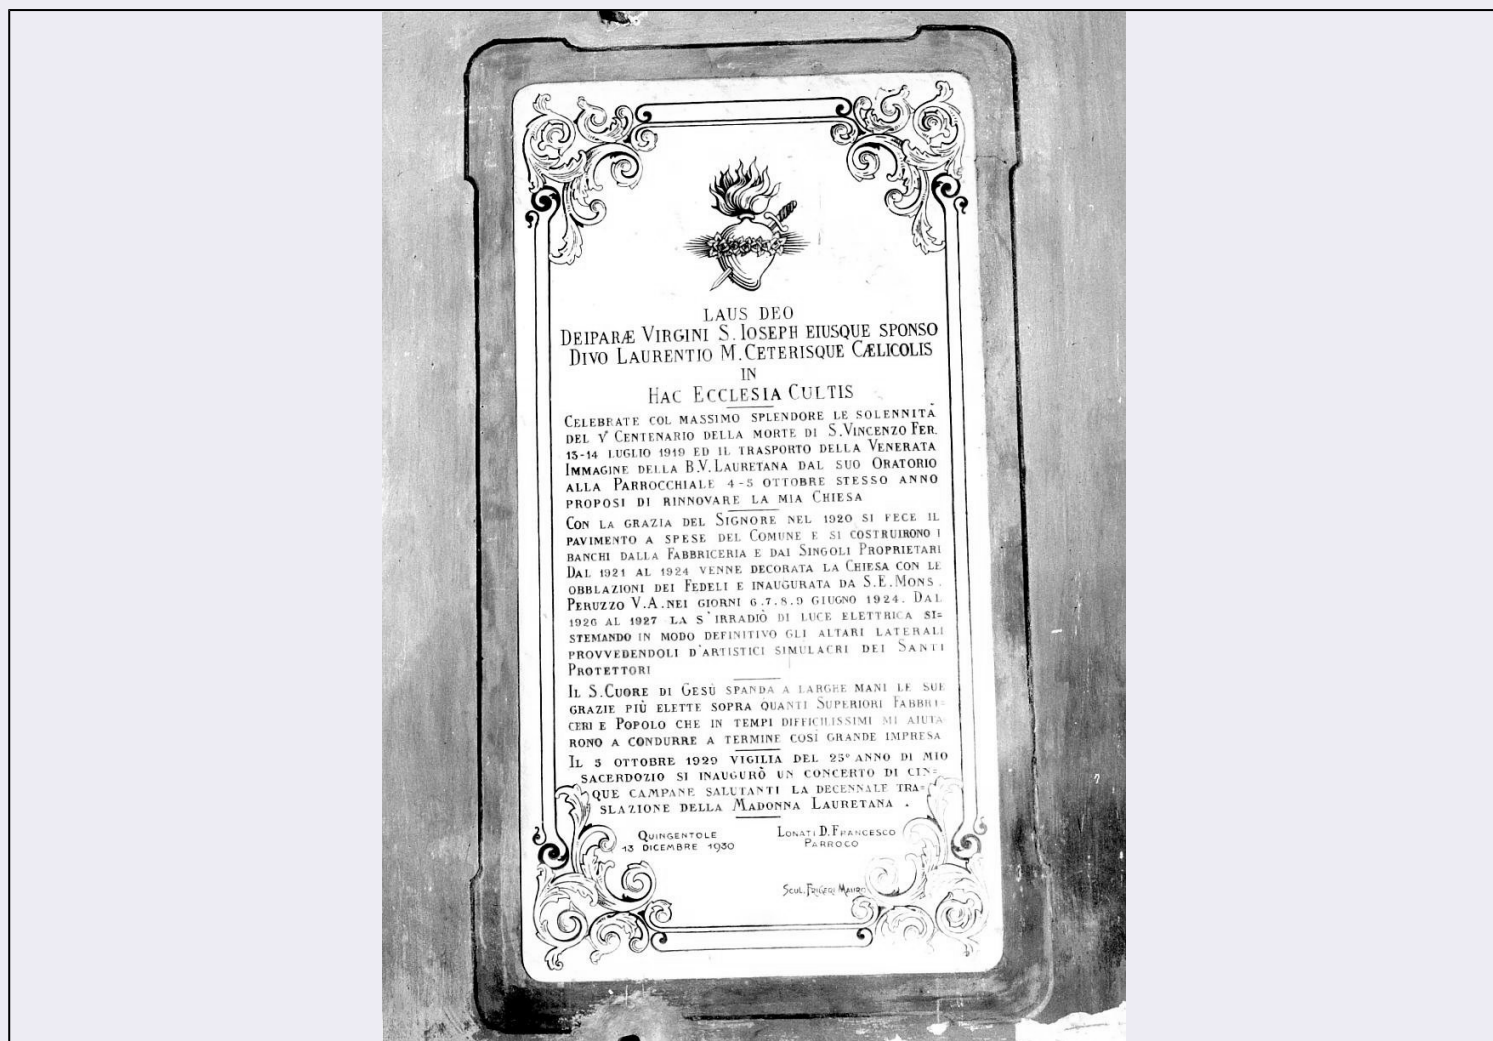 LAUS DEO
DEIPARÆ VIRGINI S. IOSEPH EIUSQUE SPONSO
DIVO LAURENTIO M. CETERISQUE CÆLICOLIS
IN
HAC ECCLESIA CULTIS
CELEBRATE COL MASSIMO SPLENDORE LE SOLENNITÀ
DEL V° CENTENARIO DELLA MORTE DI S. VINCENZO FER.
13-14 LUGLIO 1919 ED IL TRASPORTO DELLA VENERATA
IMMAGINE DELLA B.V. LAURETANA DAL SUO ORATORIO
ALLA PARROCCHIALE 4-5 OTTOBRE STESSO ANNO
PROPOSI DI RINNOVARE LA MIA CHIESA
CON LA GRAZIA DEL SIGNORE NEL 1920 SI FECE IL
PAVIMENTO A SPESE DEL COMUNE E SI COSTRUIRONO I
BANCHI DALLA FABBRICERIA E DAI SINGOLI PROPRIETARI
DAL 1921 AL 1924 VENNE DECORATA LA CHIESA CON LE
OBBLAZIONI DEI FEDELI E INAUGURATA DA S.E. MONS.
PERUZZO V.A. NEI GIORNI 6.7.8.9 GIUGNO 1924. DAL
1926 AL 1927 LA S'IRRADIÒ DI LUCE ELETTRICA SI=
STEMANDO IN MODO DEFINITIVO GLI ALTARI LATERALI
PROVVEDENDOLI D'ARTISTICI SIMULACRI DEI SANTI
PROTETTORI
IL S. CUORE DI GESÙ SPANDA A LARGHE MANI LE SUE
GRAZIE PIÙ ELETTE SOPRA QUANTI SUPERIORI FABBRI=
CERI E POPOLO CHE IN TEMPI DIFFICILISSIMI MI AIUTA
RONO A CONDURRE A TERMINE COSÌ GRANDE IMPRESA
IL 5 OTTOBRE 1929 VIGILIA DEL 25° ANNO DI MIO
SACERDOZIO SI INAUGURÒ UN CONCERTO DI CIN=
QUE CAMPANE SALUTANTI LA DECENNALE TRA=
SLAZIONE DELLA MADONNA LAURETANA .
QUINGENTOLE
13 DICEMBRE 1930
LONATI D. FRANCESCO
PARROCO
SCUL. FRIGERI MAURO